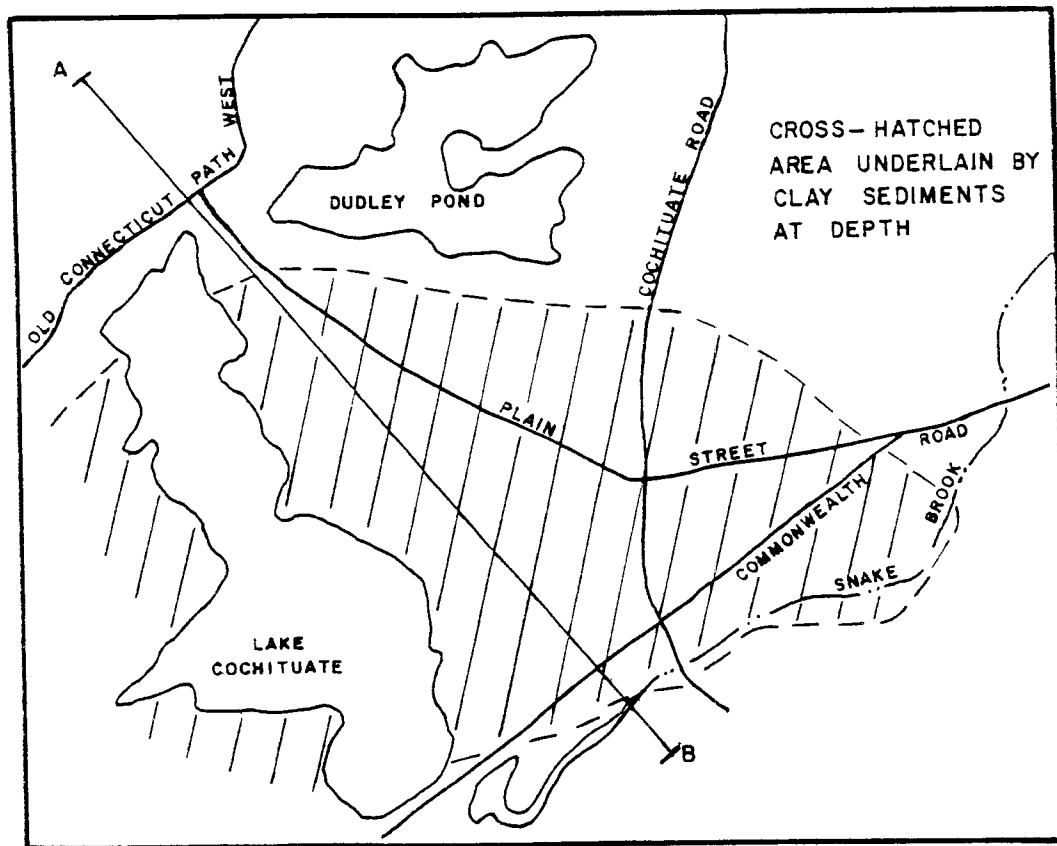 A
OLD CONNECTICUT PATH WEST
DUDLEY POND
COCHITUATE ROAD
CROSS-HATCHED
AREA UNDERLAIN BY
CLAY SEDIMENTS
AT DEPTH
PLAIN STREET
COMMONWEALTH ROAD
SNAKE BROOK
LAKE
COCHITUATE
B